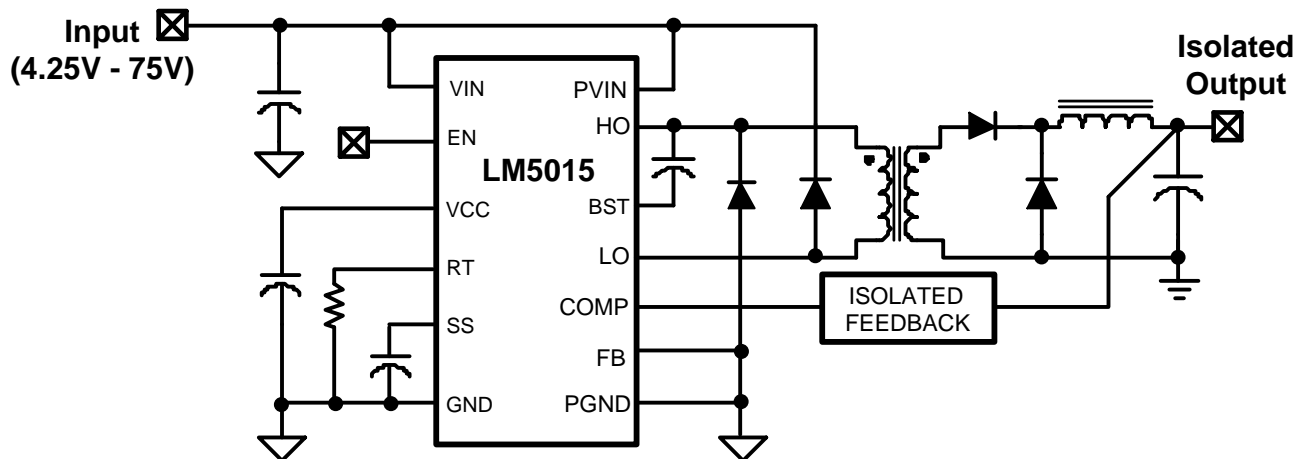 Input
(4.25V - 75V)
Isolated
Output
VIN
PVIN
HO
EN
LM5015
VCC
BST
LO
RT
ISOLATED
FEEDBACK
COMP
SS
FB
GND
PGND